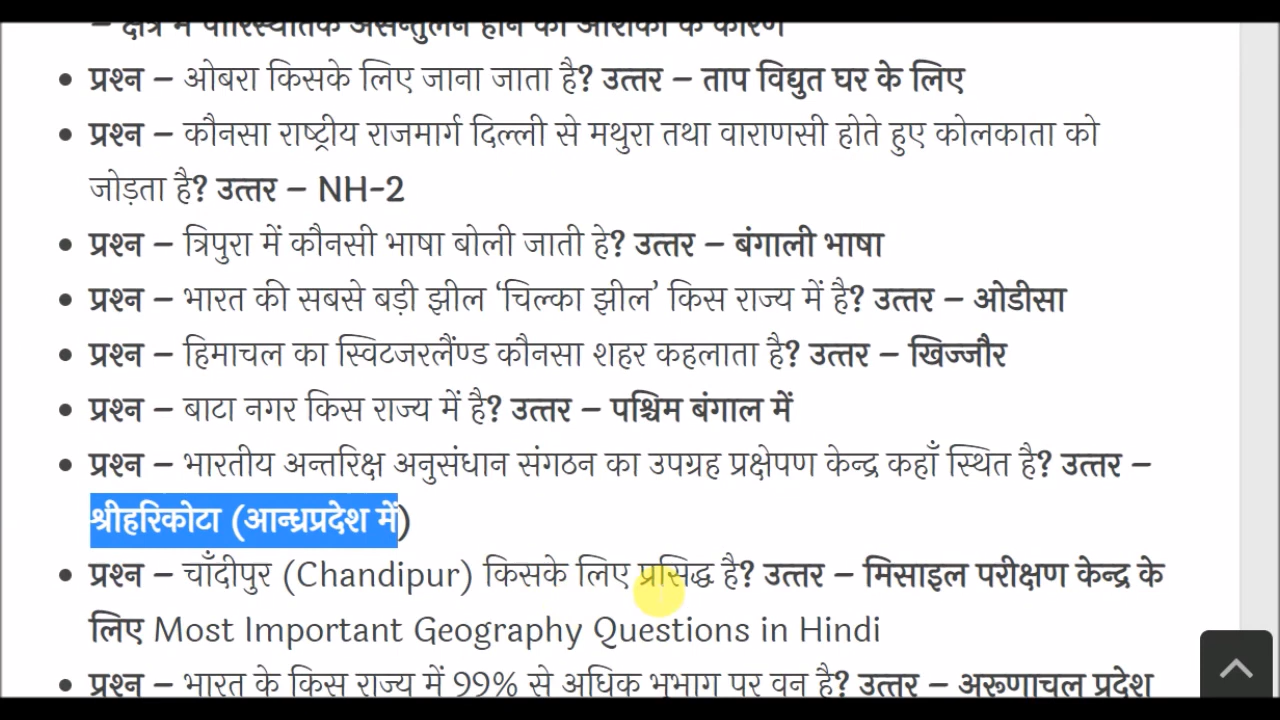 – क्षेत्र में पारिस्थितिक असन्तुलन होने की आशंका के कारण
• प्रश्न – ओबरा किसके लिए जाना जाता है? उत्तर – ताप विद्युत घर के लिए
• प्रश्न – कौनसा राष्ट्रीय राजमार्ग दिल्ली से मथुरा तथा वाराणसी होते हुए कोलकाता को
जोड़ता है? उत्तर – NH-2
• प्रश्न – त्रिपुरा में कौनसी भाषा बोली जाती हे? उत्तर – बंगाली भाषा
• प्रश्न – भारत की सबसे बड़ी झील ‘चिल्का झील’ किस राज्य में है? उत्तर – ओडीसा
• प्रश्न – हिमाचल का स्विटजरलैंण्ड कौनसा शहर कहलाता है? उत्तर – खिज्जौर
• प्रश्न – बाटा नगर किस राज्य में है? उत्तर – पश्चिम बंगाल में
• प्रश्न – भारतीय अन्तरिक्ष अनुसंधान संगठन का उपग्रह प्रक्षेपण केन्द्र कहाँ स्थित है? उत्तर –
श्रीहरिकोटा (आन्ध्रप्रदेश में)
• प्रश्न – चाँदीपुर (Chandipur) किसके लिए प्रसिद्ध है? उत्तर – मिसाइल परीक्षण केन्द्र के
लिए Most Important Geography Questions in Hindi
• प्रश्न – भारत के किस राज्य में 99% से अधिक भूभाग पर वन है? उत्तर – अरूणाचल प्रदेश